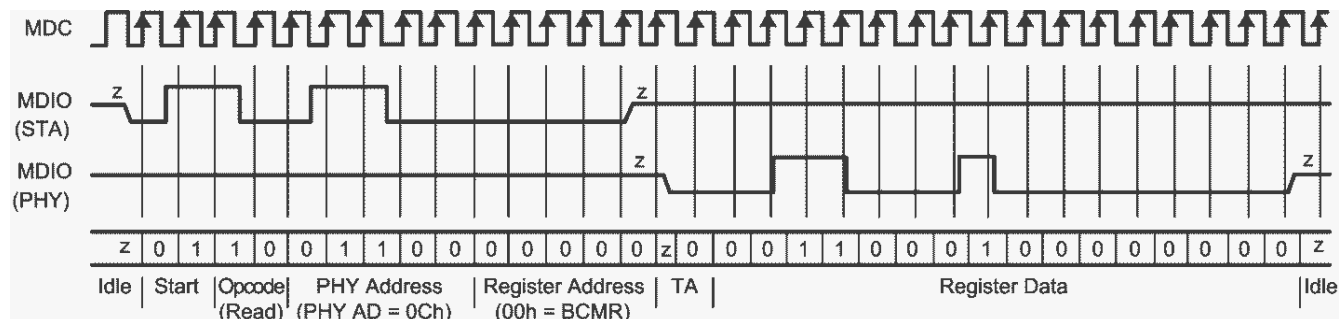 MDC
z
MDIO
(STA)
z
z
MDIO
(PHY)
z
z 0 1 1 0 0 1 1 0 0 0 0 0 0 0 z 0 0 0 1 1 0 0 0 1 0 0 0 0 0 0 0 0 z
Idle Start Opcode PHY Address Register Address TA Register Data Idle
(Read) (PHY AD = 0Ch) (00h = BCMR)